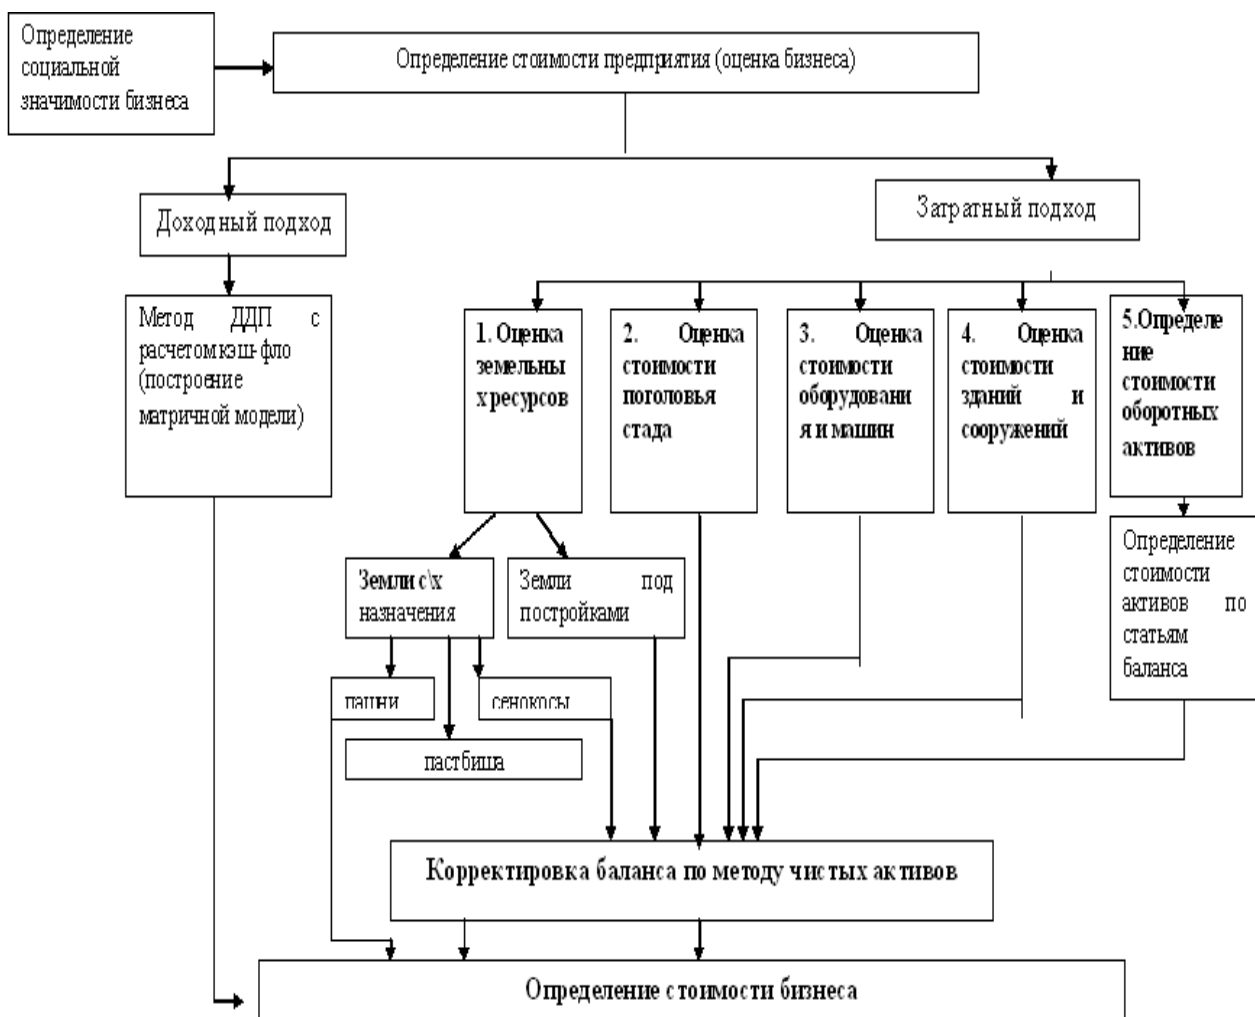 Определение
социальной
значимости бизнеса
Определение стоимости предприятия (оценка бизнеса)
Доходный подход
Затратный подход
Метод ДДП с
расчетом кэш-фло
(построение
матричной модели)
1. Оценка
земельны
х ресурсов
2. Оценка
стоимости
поголовья
стада
3. Оценка
стоимости
оборудовани
я и машин
4. Оценка
стоимости
зданий и
сооружений
5.Определе
ние
стоимости
оборотных
активов
Земли с\х
назначения
Земли под
постройками
Определение
стоимости
активов по
статьям
баланса
пашни
сенокосы
пастбища
Корректировка баланса по методу чистых активов
Определение стоимости бизнеса